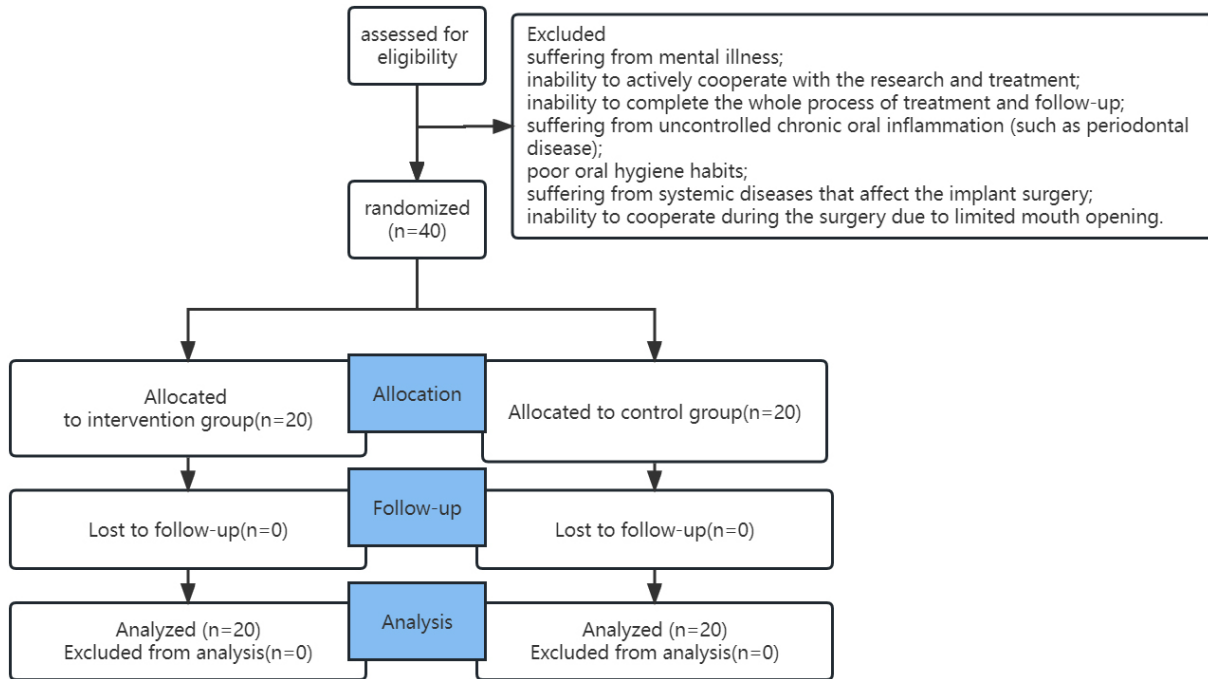 assessed for
eligibility
Excluded
suffering from mental illness;
inability to actively cooperate with the research and treatment;
inability to complete the whole process of treatment and follow-up;
suffering from uncontrolled chronic oral inflammation (such as periodontal
disease);
poor oral hygiene habits;
suffering from systemic diseases that affect the implant surgery;
inability to cooperate during the surgery due to limited mouth opening.
randomized
(n=40)
Allocated
to intervention group(n=20)
Allocation
Allocated to control group(n=20)
Lost to follow-up(n=0)
Follow-up
Lost to follow-up(n=0)
Analyzed (n=20)
Excluded from analysis(n=0)
Analysis
Analyzed (n=20)
Excluded from analysis(n=0)